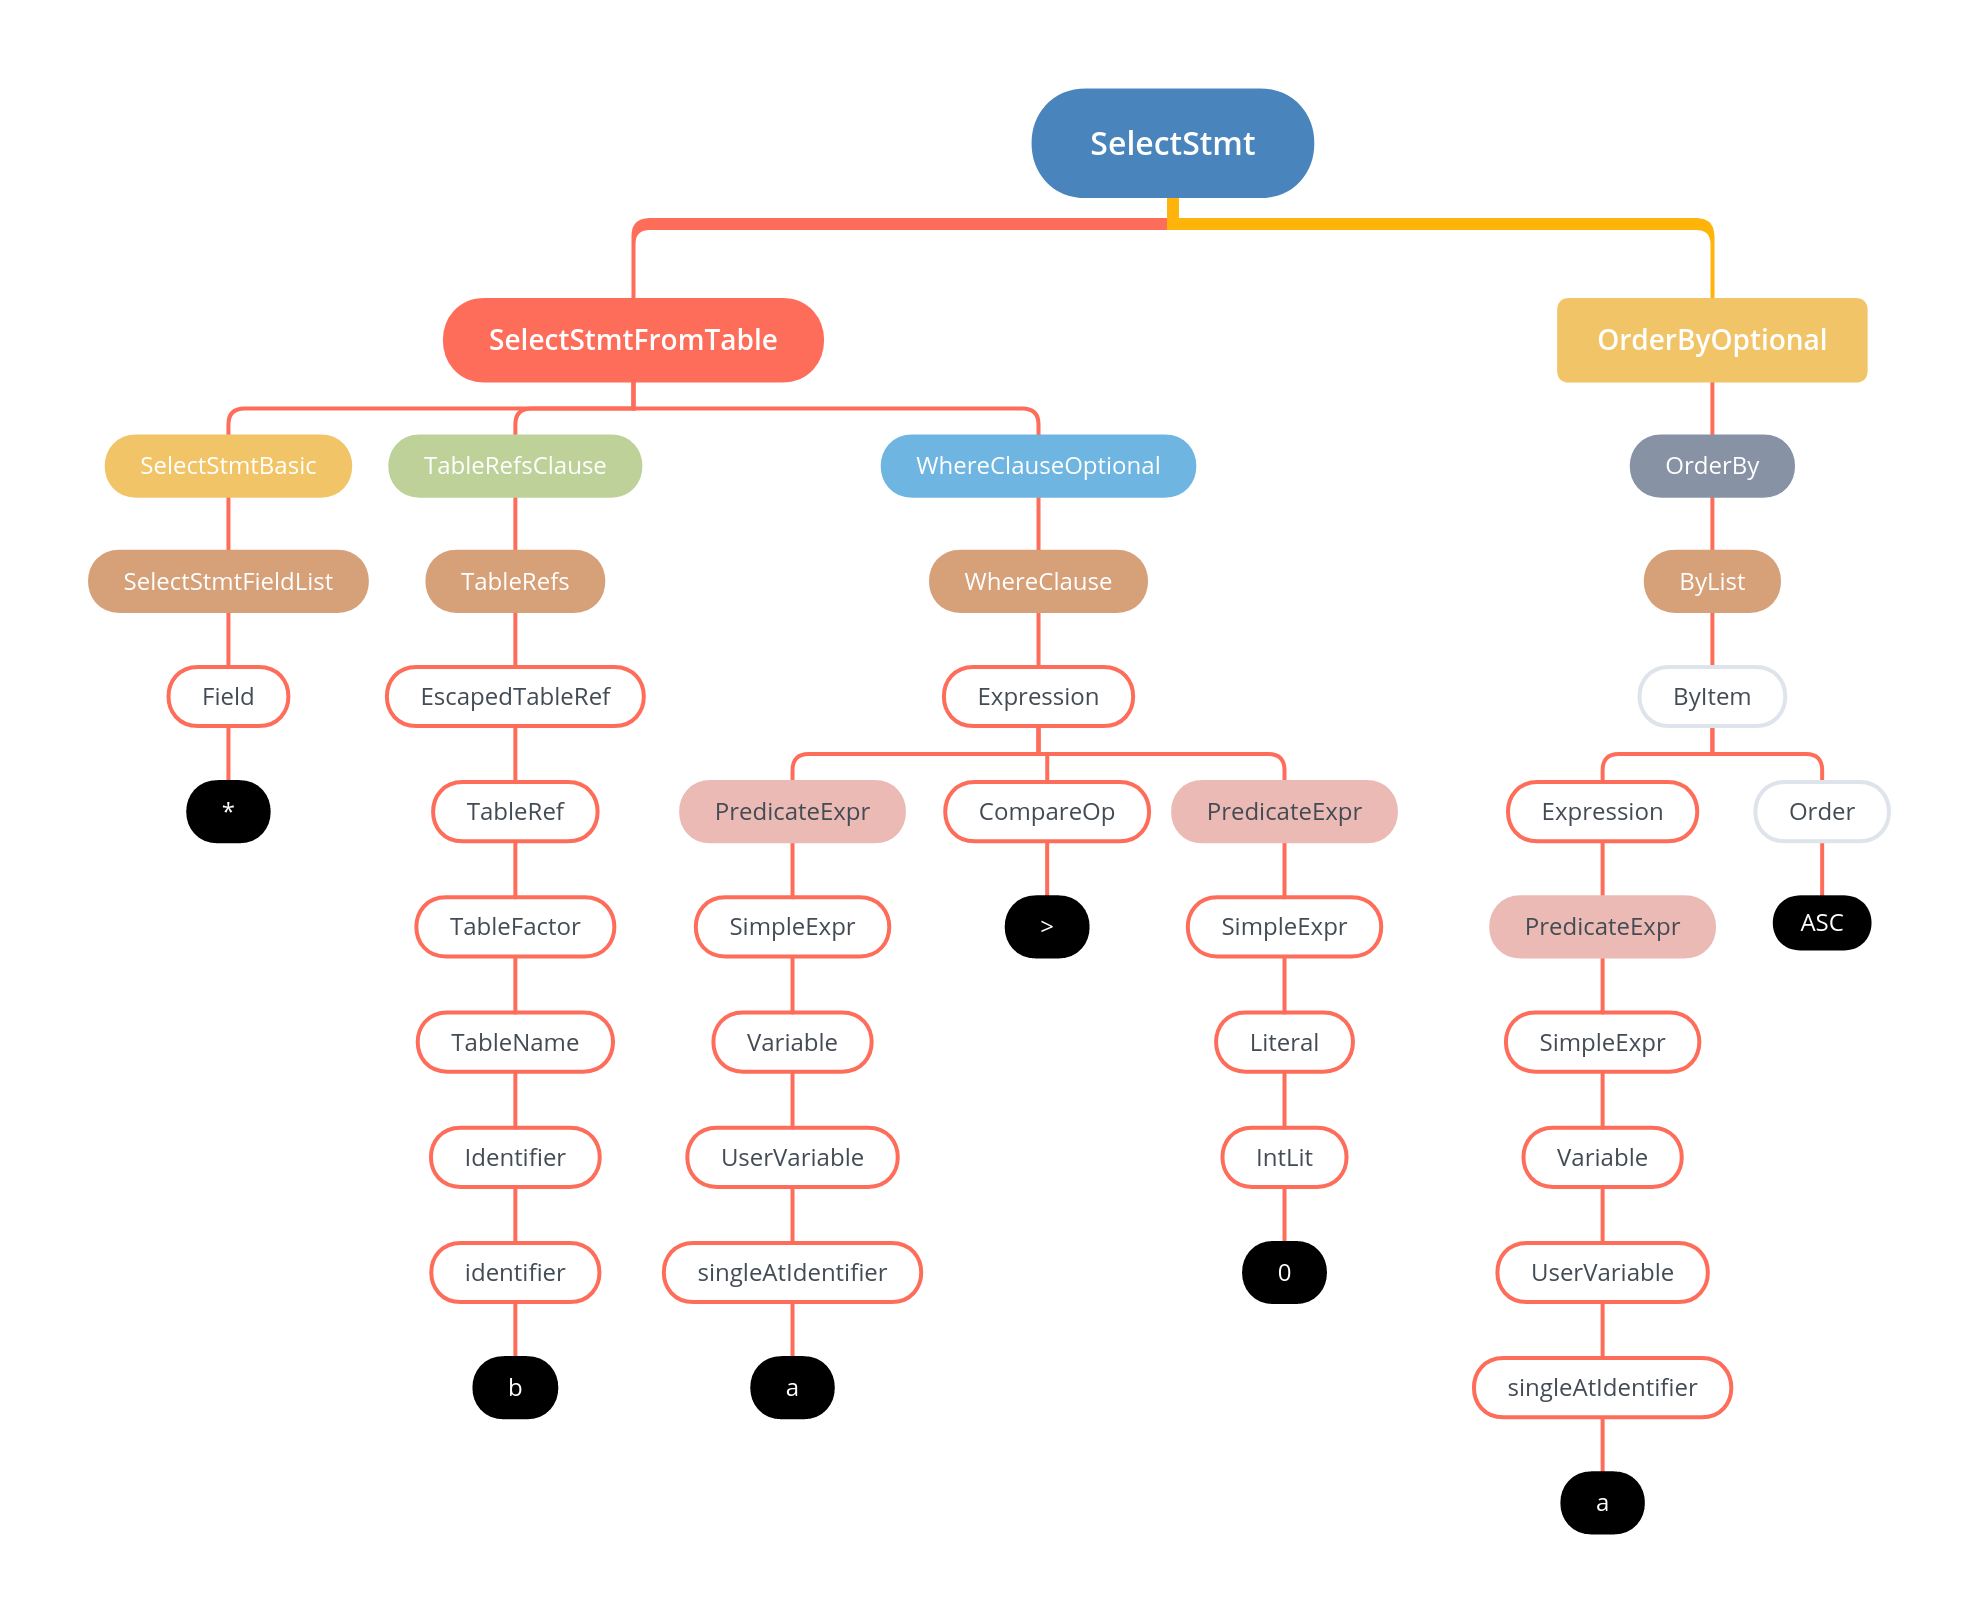 SelectStmt
SelectStmtFromTable
OrderByOptional
SelectStmtBasic
TableRefsClause
WhereClauseOptional
OrderBy
SelectStmtFieldList
TableRefs
WhereClause
ByList
Field
EscapedTableRef
Expression
ByItem
*
TableRef
PredicateExpr
CompareOp
PredicateExpr
Expression
Order
TableFactor
SimpleExpr
>
SimpleExpr
PredicateExpr
ASC
TableName
Variable
Literal
SimpleExpr
Identifier
UserVariable
IntLit
Variable
identifier
singleAtIdentifier
0
UserVariable
b
a
singleAtIdentifier
a